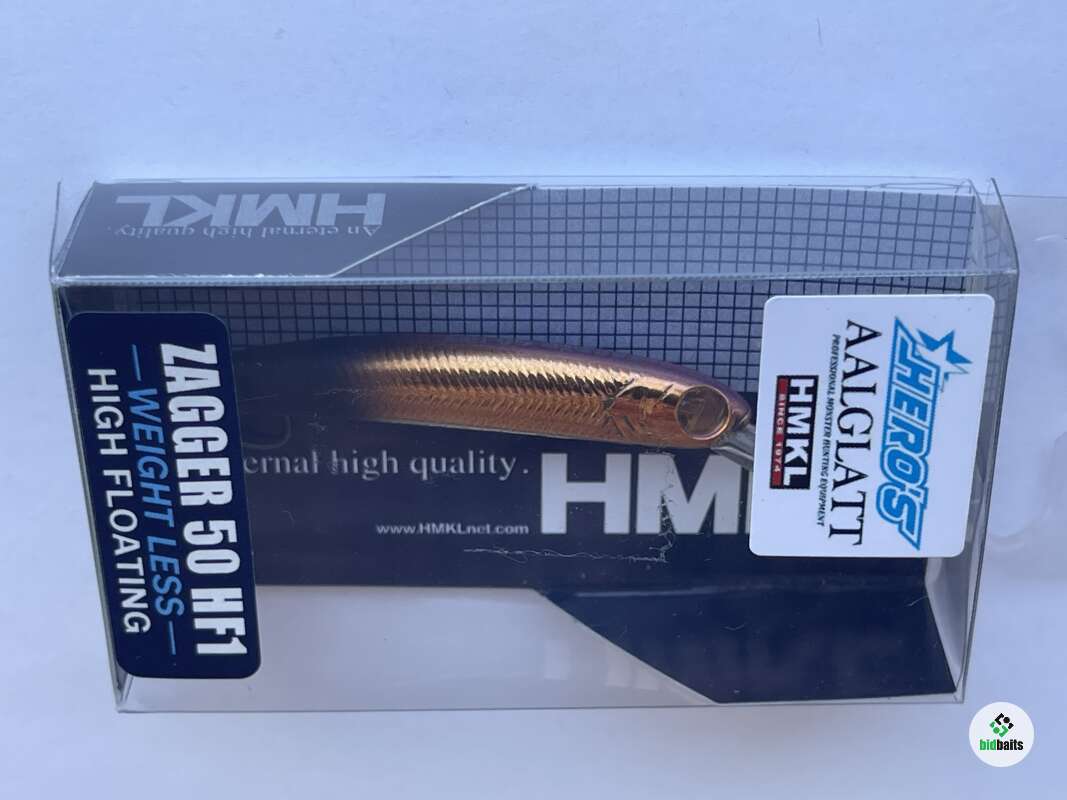 HMKL
An eternal high quality.
ZAGGER 50 HF1
WEIGHT LESS
HIGH FLOATING
ernal high quality.
www.HMKLnet.com
HM
HERO'S
AALGLATT
PROFESSIONAL MONSTER HUNTING EQUIPMENT
HMKL
SINCE 1974
bidbaits